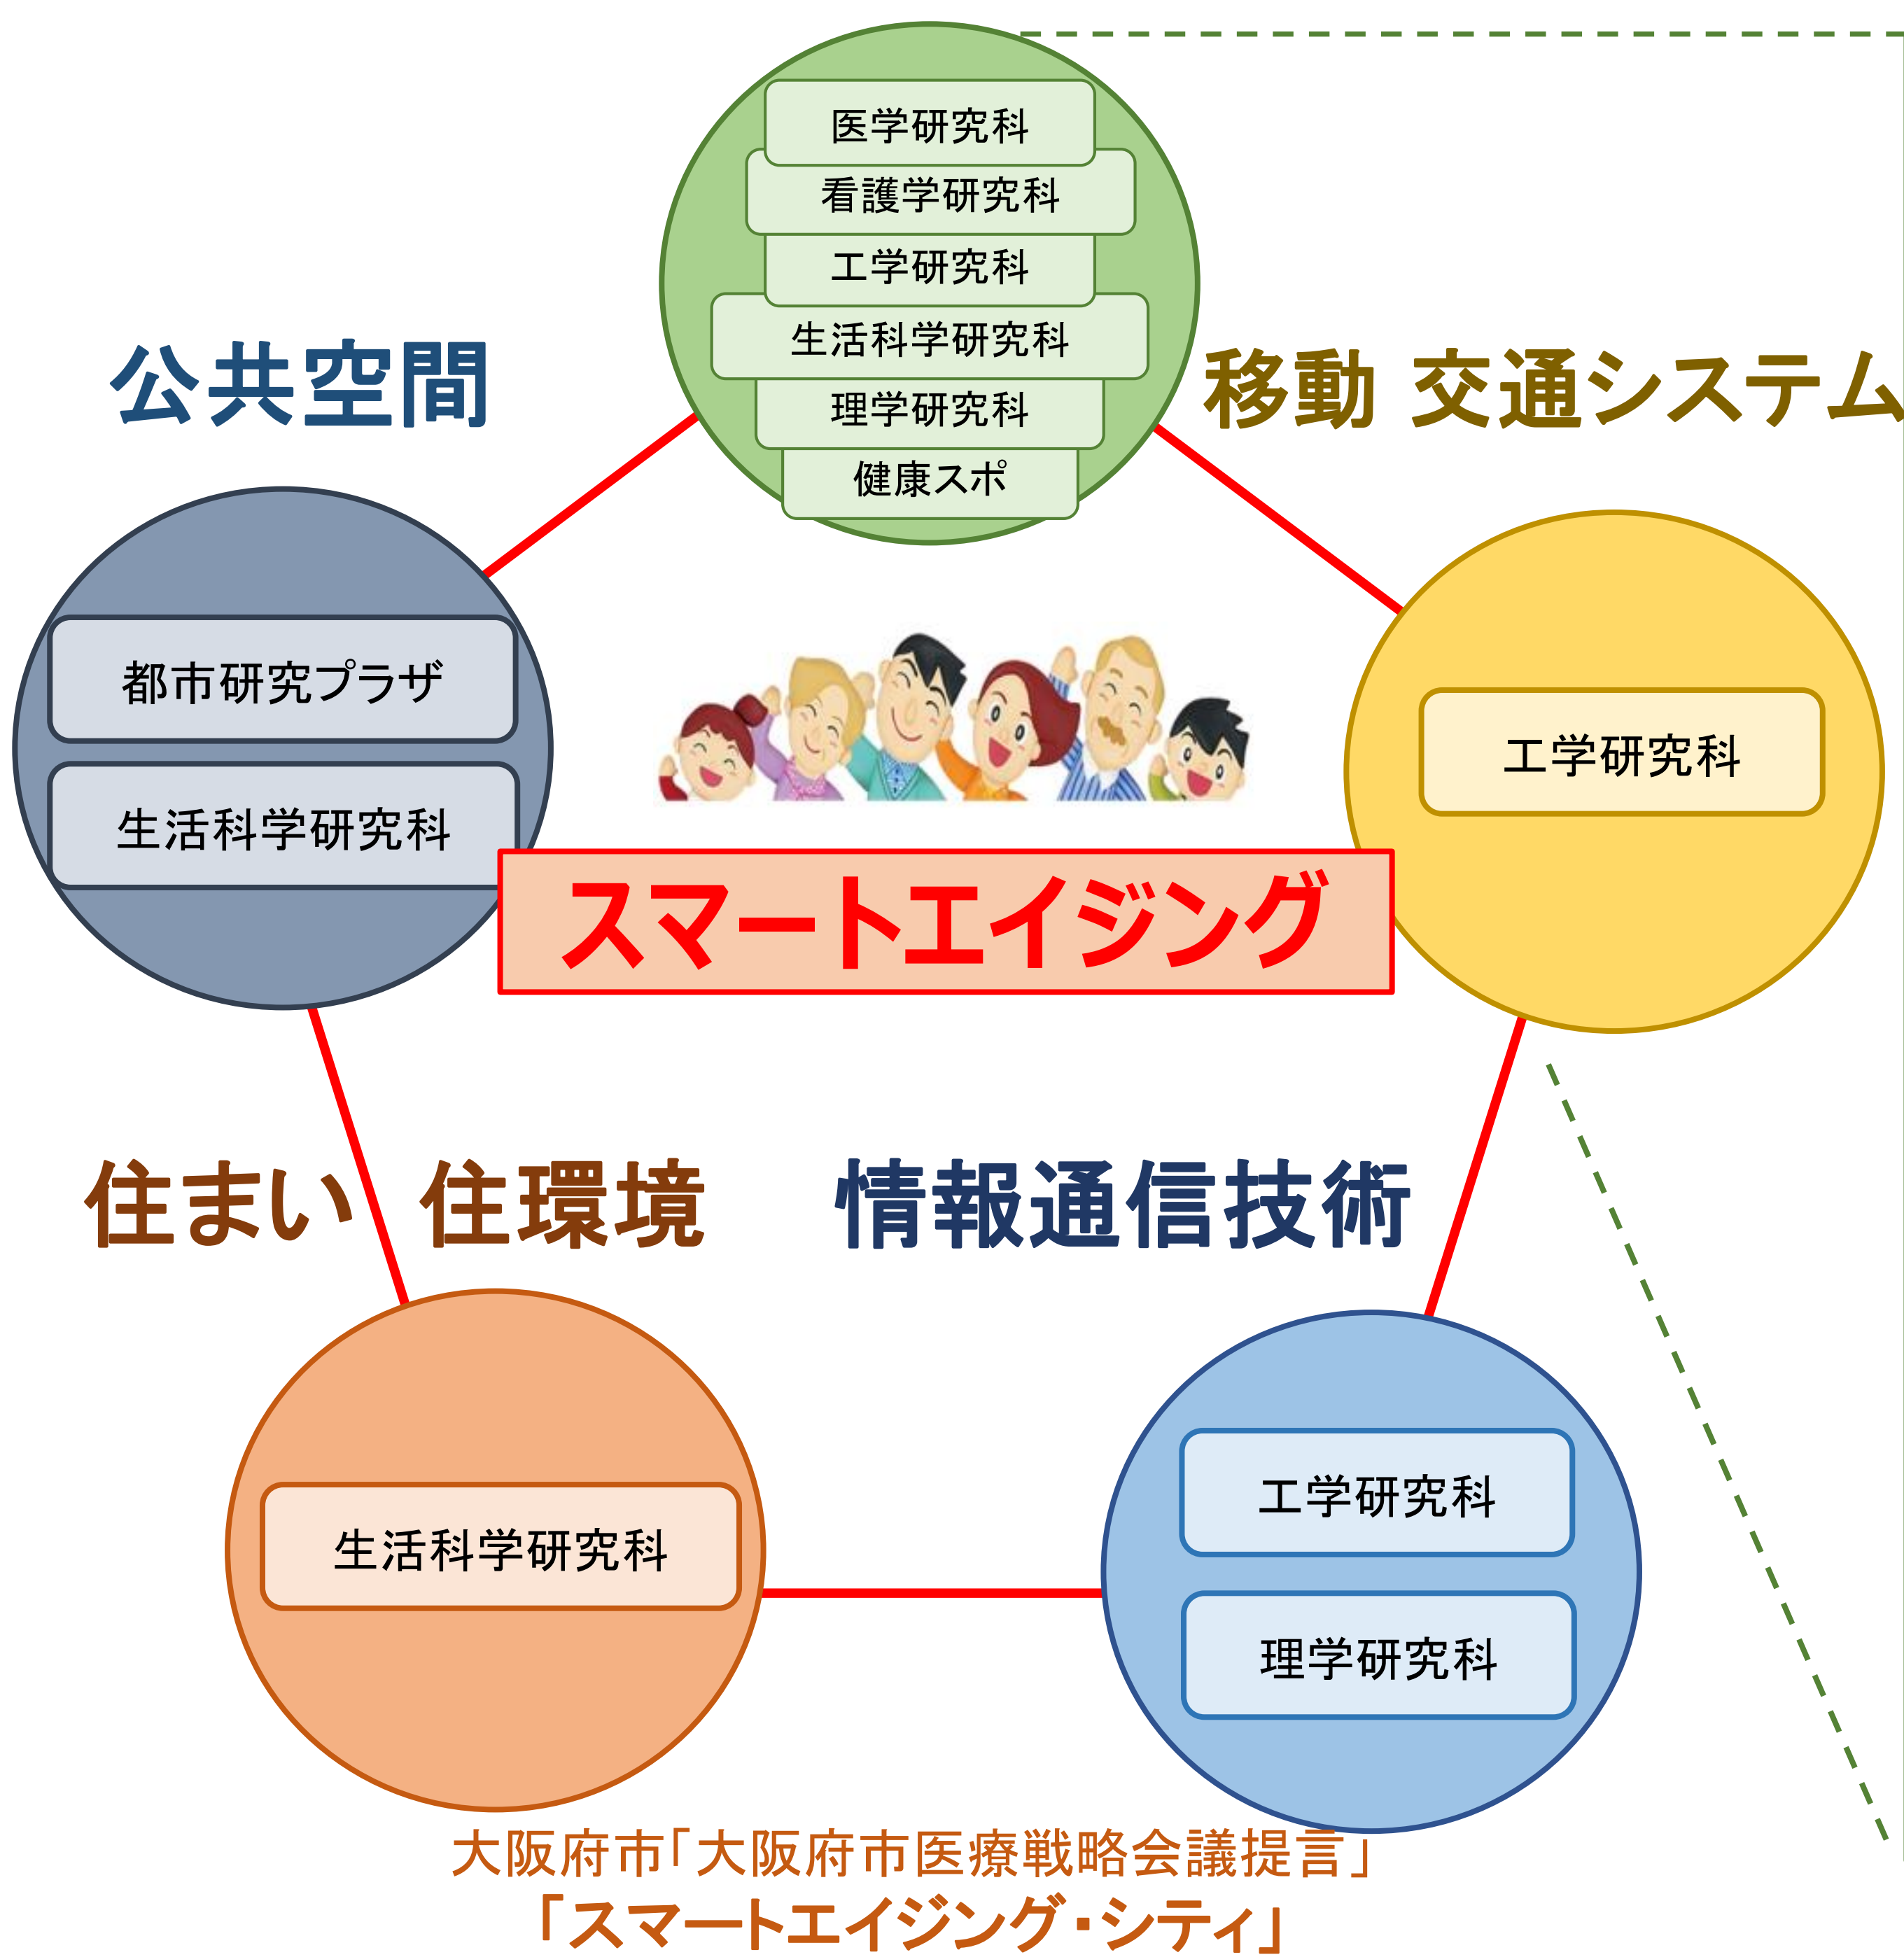 医学研究科
看護学研究科
工学研究科
生活科学研究科
理学研究科
健康スポ
公共空間
移動 交通システム
都市研究プラザ
生活科学研究科
工学研究科
スマートエイジング
住まい 住環境
情報通信技術
生活科学研究科
工学研究科
理学研究科
大阪府市「大阪府市医療戦略会議提言」
「スマートエイジング・シティ」